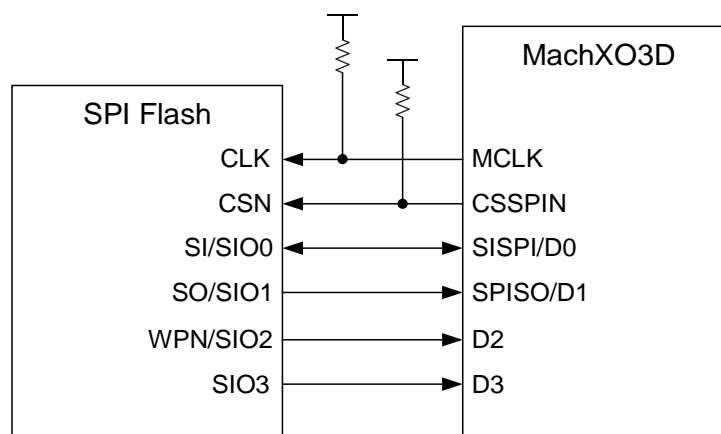 MachXO3D
SPI Flash
CLK
MCLK
CSN
CSSPIN
SI/SIO0
SISPI/D0
SO/SIO1
SPISO/D1
WPN/SIO2
D2
SIO3
D3